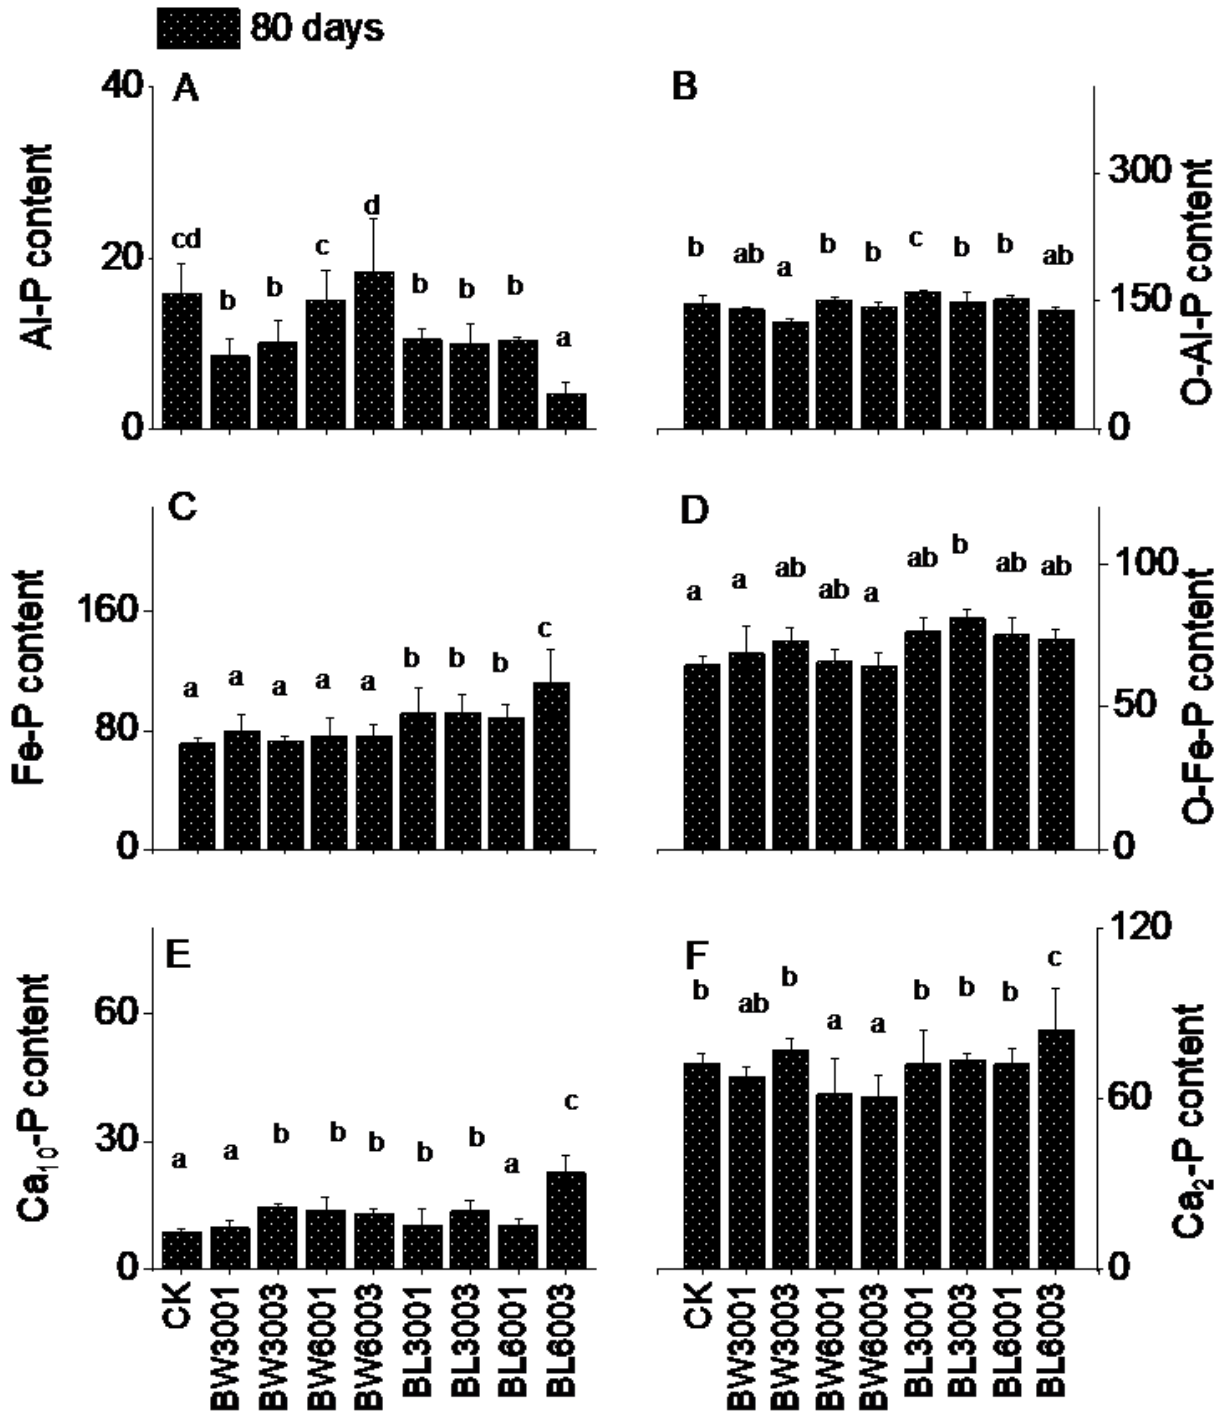 80 days
A
40
20
0
Al-P content
cd
b
b
c
d
b
b
b
a
B
300
150
0
O-Al-P content
b
ab
a
b
b
c
b
b
ab
C
160
80
0
Fe-P content
a
a
a
a
a
b
b
b
c
D
100
50
0
O-Fe-P content
a
a
ab
ab
a
ab
b
ab
ab
E
60
30
0
Ca10-P content
a
a
b
b
b
b
b
a
c
CK
BW3001
BW3003
BW6001
BW6003
BL3001
BL3003
BL6001
BL6003
F
120
60
0
Ca2-P content
b
ab
b
a
a
b
b
b
c
CK
BW3001
BW3003
BW6001
BW6003
BL3001
BL3003
BL6001
BL6003